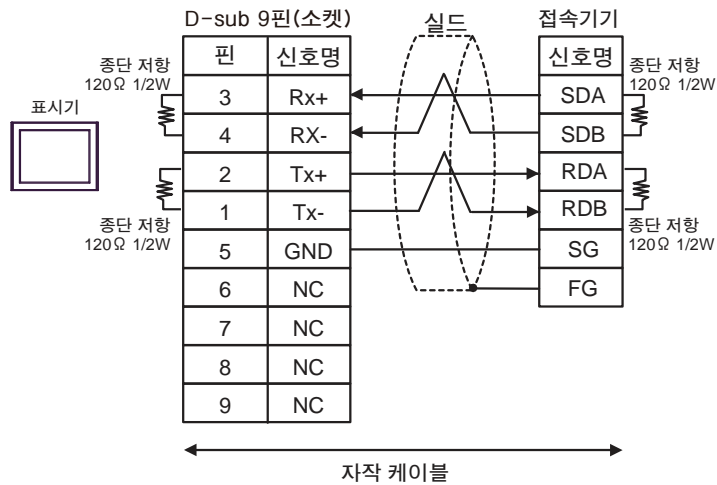 D-sub 9핀(소켓)
실드
접속기기
핀 신호명
신호명
종단 저항
120Ω 1/2W
종단 저항
120Ω 1/2W
표시기
3 Rx+
SDA
4 RX-
SDB
2 Tx+
RDA
1 Tx-
RDB
종단 저항
120Ω 1/2W
종단 저항
120Ω 1/2W
5 GND
SG
6 NC
FG
7 NC
8 NC
9 NC
자작 케이블